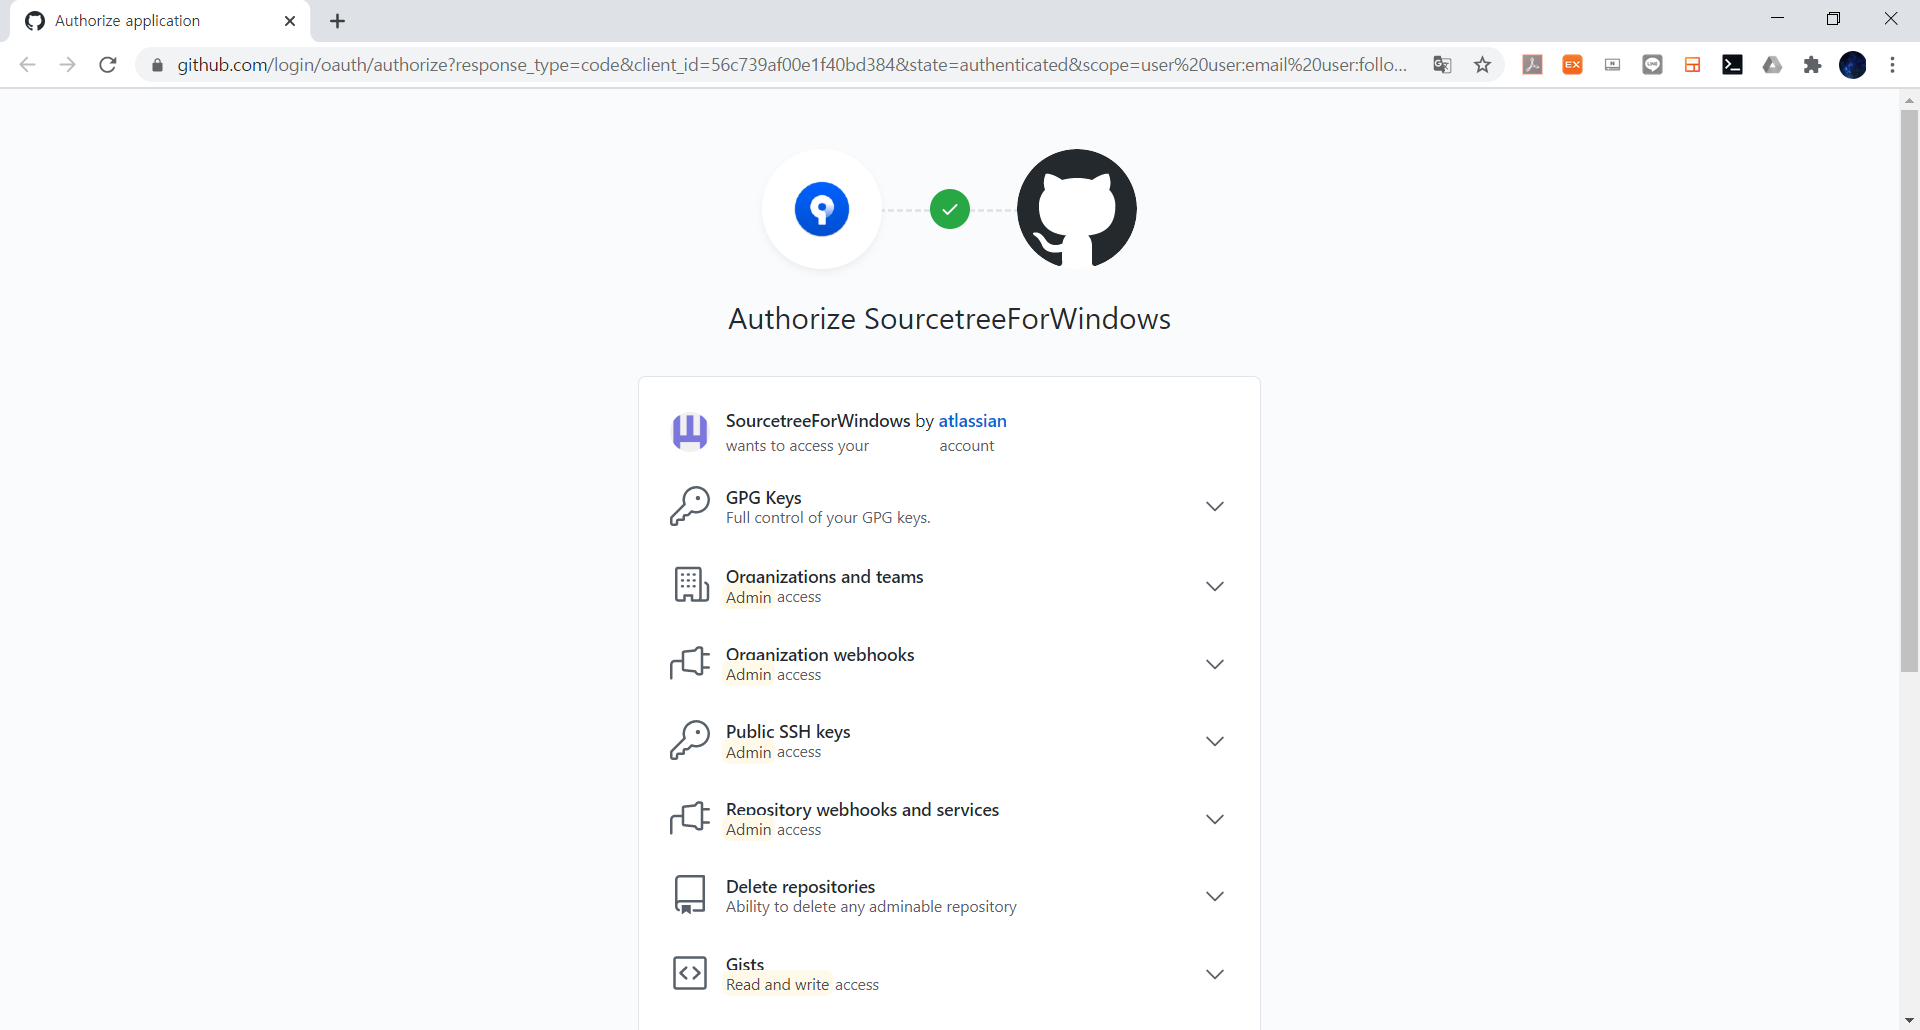 Authorize application
github.com/login/oauth/authorize?response_type=code&client_id=56c739af00e1f40bd384&state=authenticated&scope=user%20user:email%20user:follo...
EX
Authorize SourcetreeForWindows
SourcetreeForWindows by atlassian
wants to access your account
GPG Keys
Full control of your GPG keys.
Organizations and teams
Admin access
Organization webhooks
Admin access
Public SSH keys
Admin access
Repository webhooks and services
Admin access
Delete repositories
Ability to delete any adminable repository
Gists
Read and write access